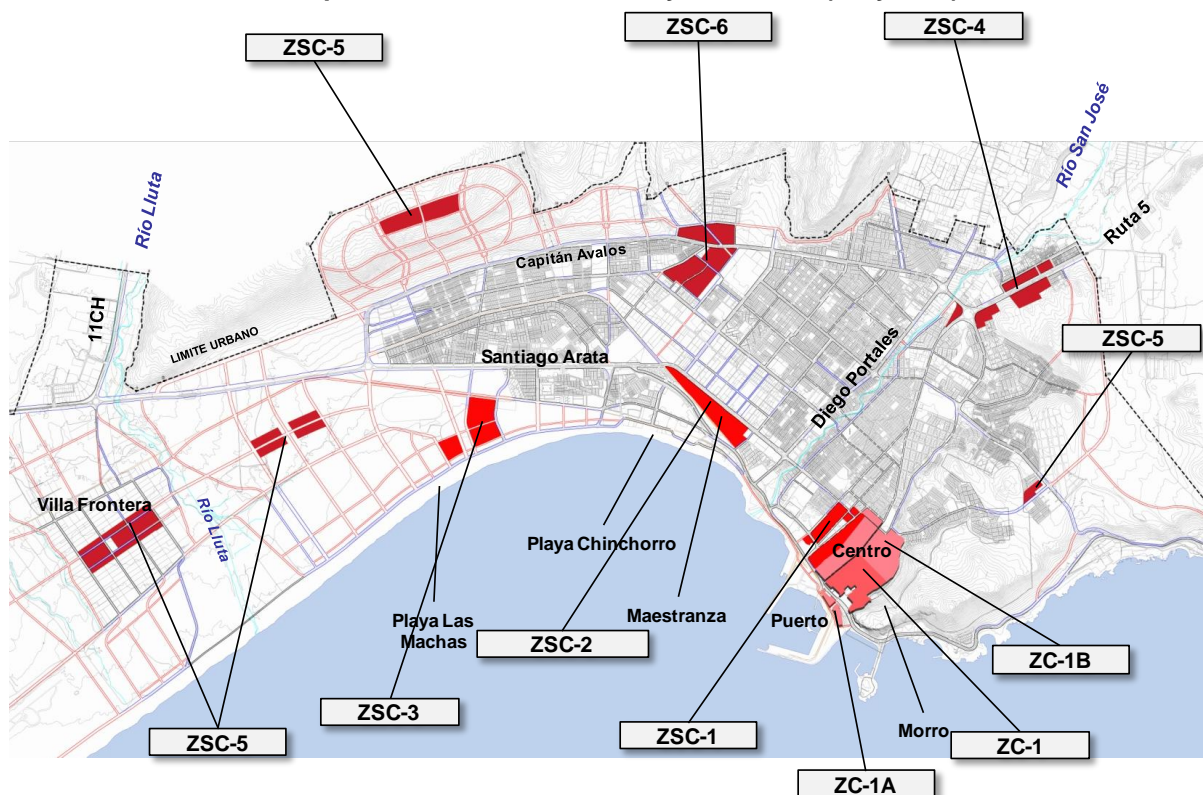 ZSC-5
ZSC-6
ZSC-4
Río San José
Río Lluta
Ruta 5
Capitán Avalos
11CH
LIMITE URBANO
ZSC-5
Santiago Arata
Diego Portales
Villa Frontera
Río Lluta
Playa Chinchorro
Centro
Playa Las
Machas
Maestranza
Puerto
ZSC-2
ZC-1B
ZSC-3
ZSC-1
Morro
ZSC-5
ZC-1
ZC-1A